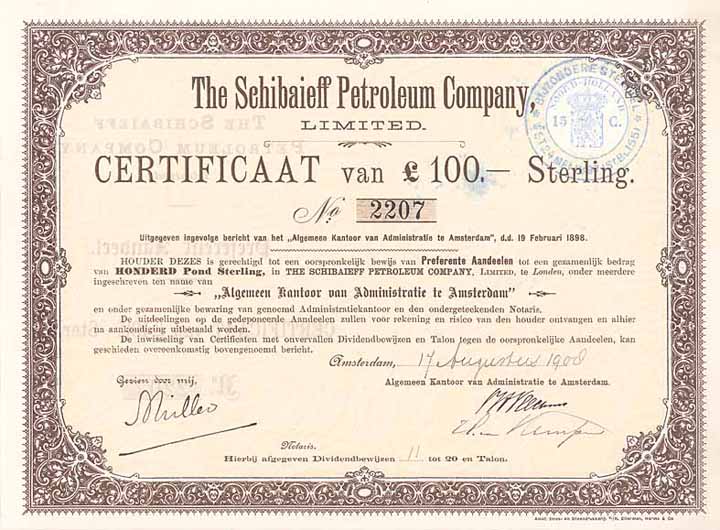 The Schibaieff Petroleum Company,
LIMITED.
BIJZONDERE STEMPEL
NOORD-HOLLAND
15 C.
CERTIFICAAT van £ 100.— Sterling.
No 2207
Uitgegeven ingevolge bericht van het „Algemeen Kantoor van Administratie te Amsterdam", d.d. 19 Februari 1898.
HOUDER DEZES is gerechtigd tot een oorspronkelijk bewijs van Preferente Aandeelen tot een gezamenlijk bedrag
van HONDERD Pond Sterling, in THE SCHIBAIEFF PETROLEUM COMPANY, LIMITED, te Londen, onder meerdere
ingeschreven ten name van
„Algemeen Kantoor van Administratie te Amsterdam"
en onder gezamenlijke bewaring van genoemd Administratiekantoor en den ondergeteekenden Notaris.
De uitdeelingen op de gedeponeerde Aandeelen zullen voor rekening en risico van den houder ontvangen en alhier
na aankondiging uitbetaald worden.
De inwisseling van Certificaten met onvervallen Dividendbewijzen en Talon tegen de oorspronkelijke Aandeelen, kan
geschieden overeenkomstig bovengenoemd bericht.
Amsterdam, 17 Augustus 1908
Gezien door mij,
Algemeen Kantoor van Administratie te Amsterdam.
Notaris.
Hierbij afgegeven Dividendbewijzen 11 tot 20 en Talon.